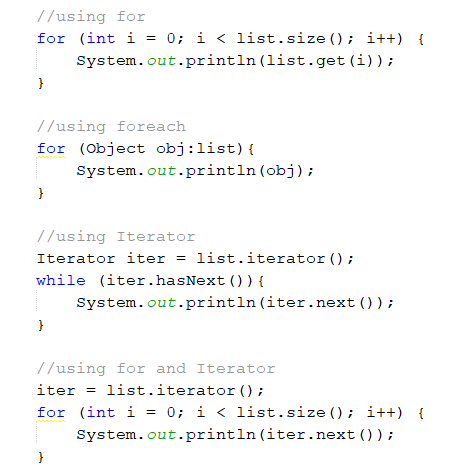 //using for
for (int i = 0; i < list.size(); i++) {
    System.out.println(list.get(i));
}

//using foreach
for (Object obj:list){
    System.out.println(obj);
}

//using Iterator
Iterator iter = list.iterator();
while (iter.hasNext()){
    System.out.println(iter.next());
}

//using for and Iterator
iter = list.iterator();
for (int i = 0; i < list.size(); i++) {
    System.out.println(iter.next());
}